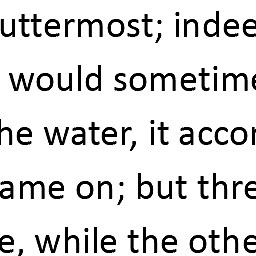 uttermost; indee
would sometime
he water, it accor
ame on; but thre
e, while the othe